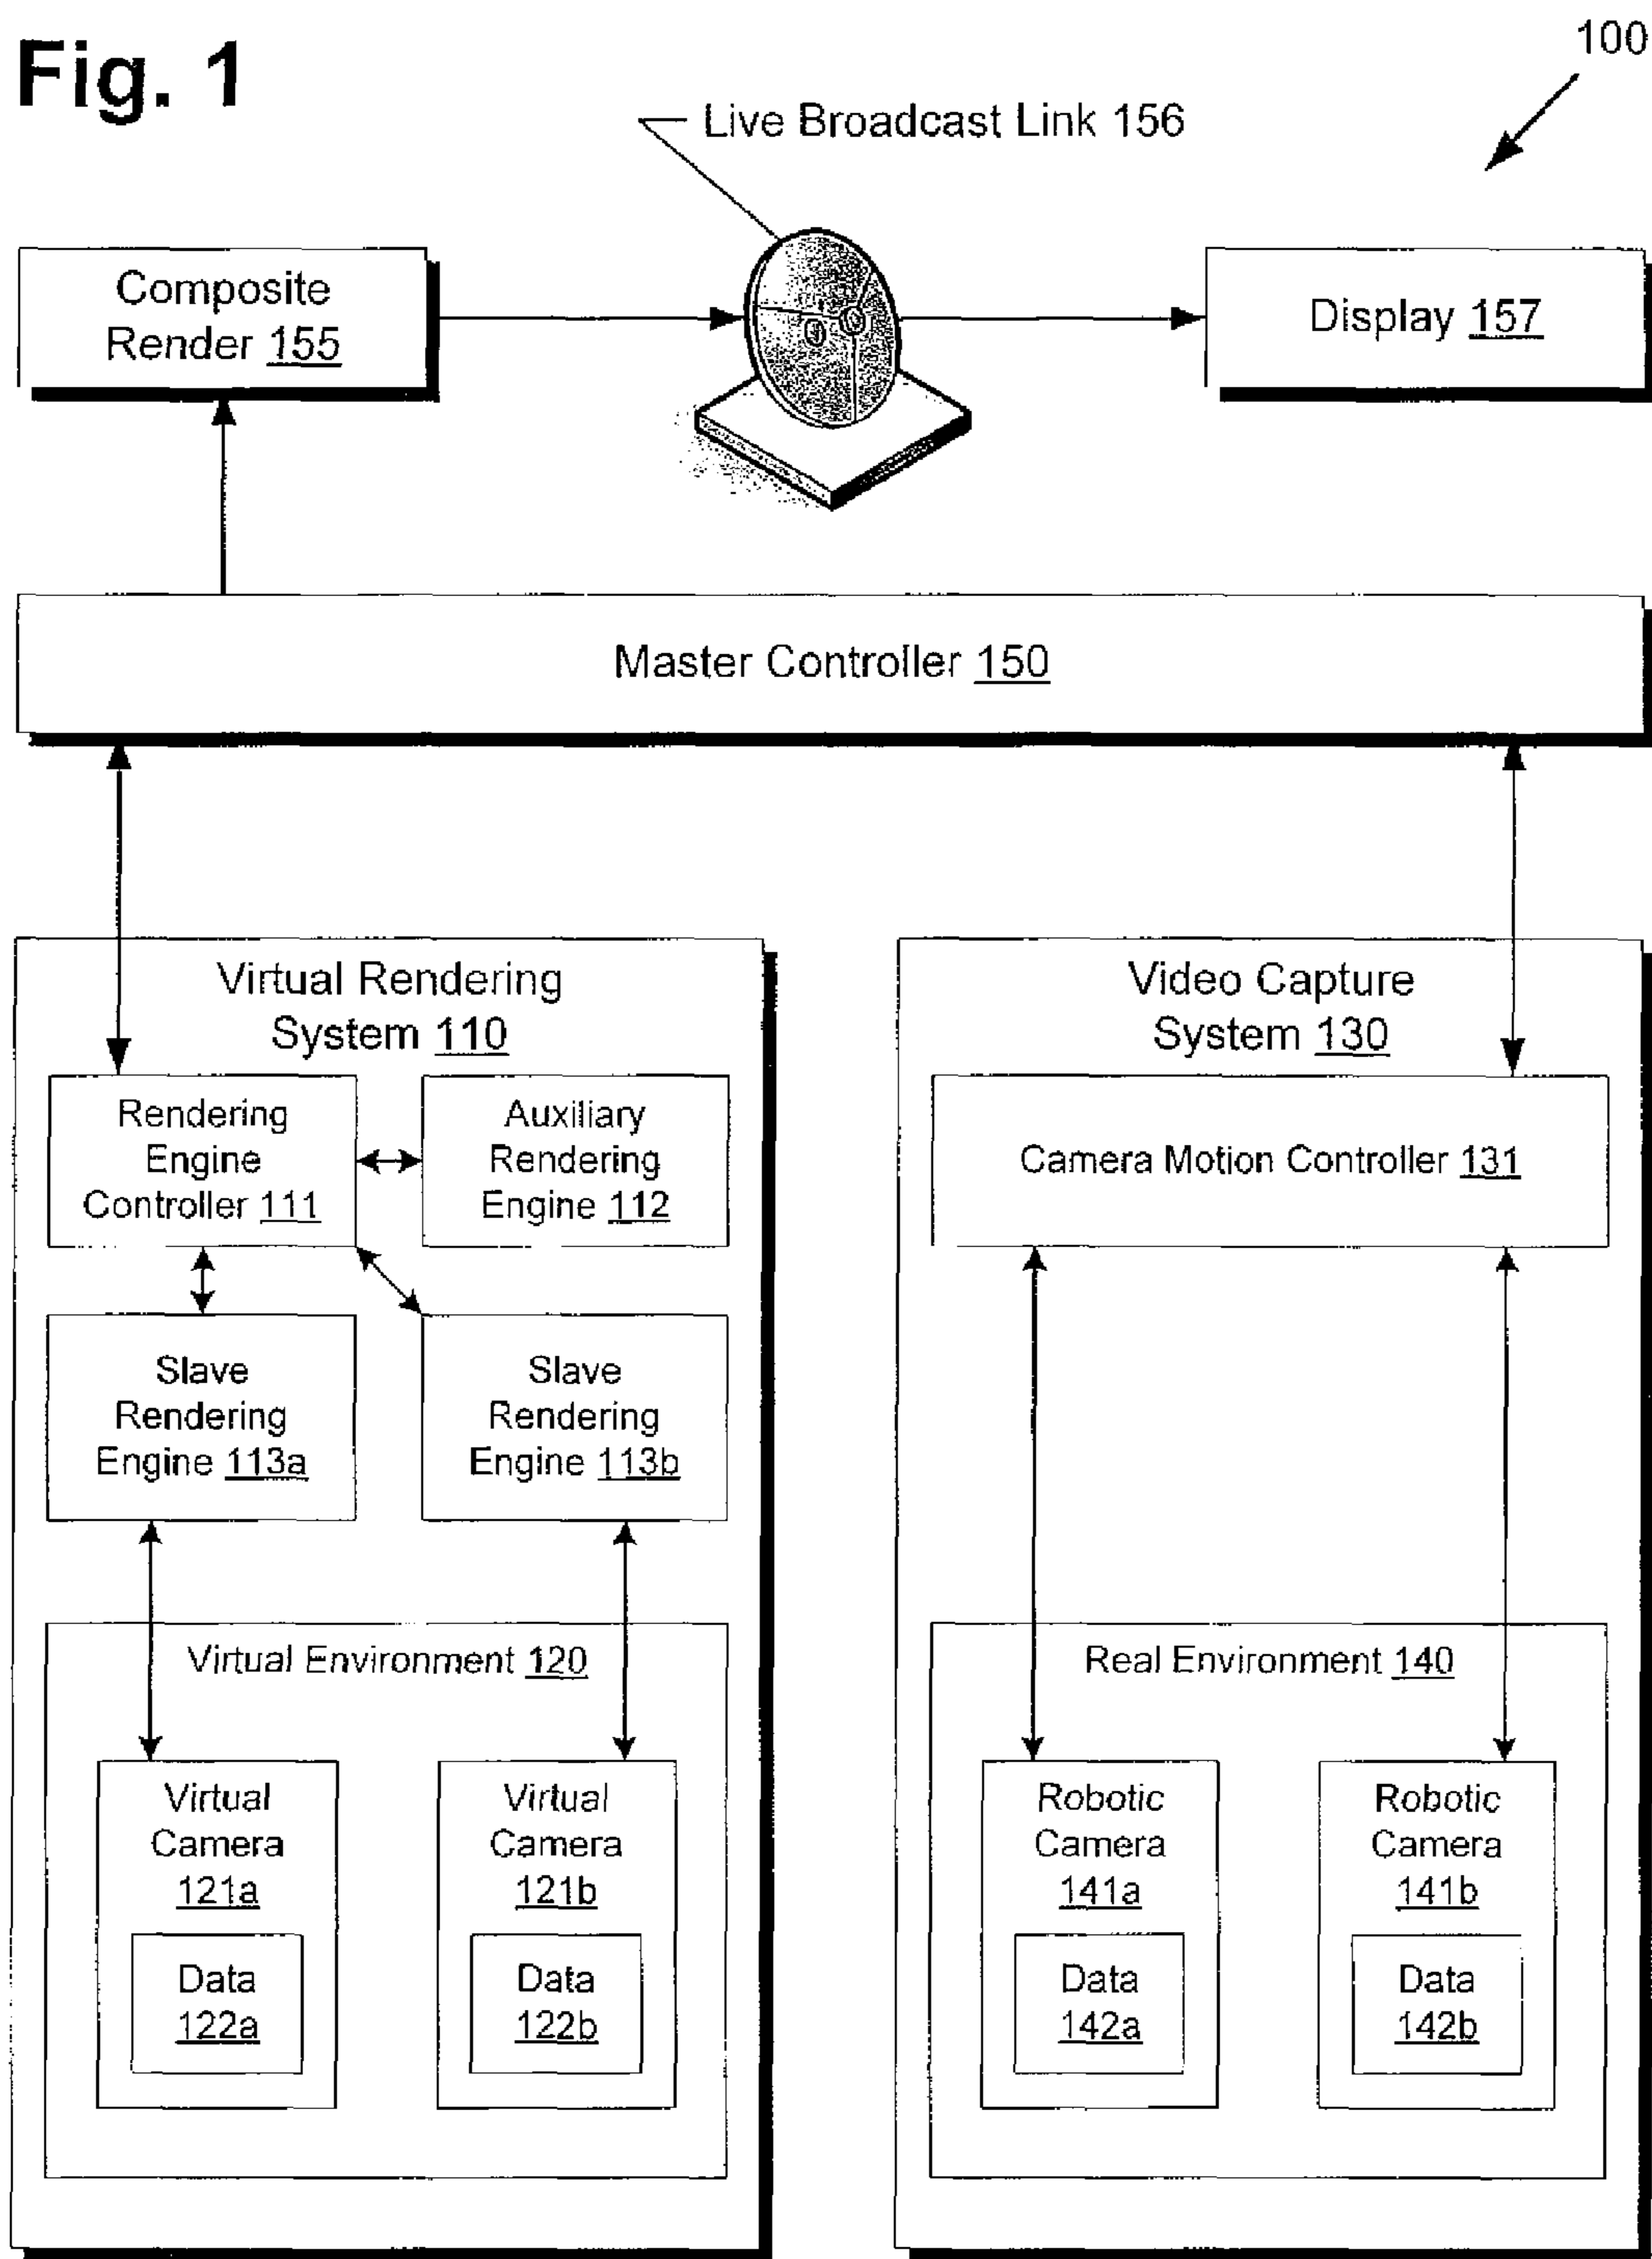 Fig. 1
100
Live Broadcast Link 156
Composite
Render 155
Display 157
Master Controller 150
Virtual Rendering
System 110
Rendering
Engine
Controller 111
Auxiliary
Rendering
Engine 112
Slave
Rendering
Engine 113a
Slave
Rendering
Engine 113b
Virtual Environment 120
Virtual
Camera
121a
Data
122a
Virtual
Camera
121b
Data
122b
Video Capture
System 130
Camera Motion Controller 131
Real Environment 140
Robotic
Camera
141a
Data
142a
Robotic
Camera
141b
Data
142b